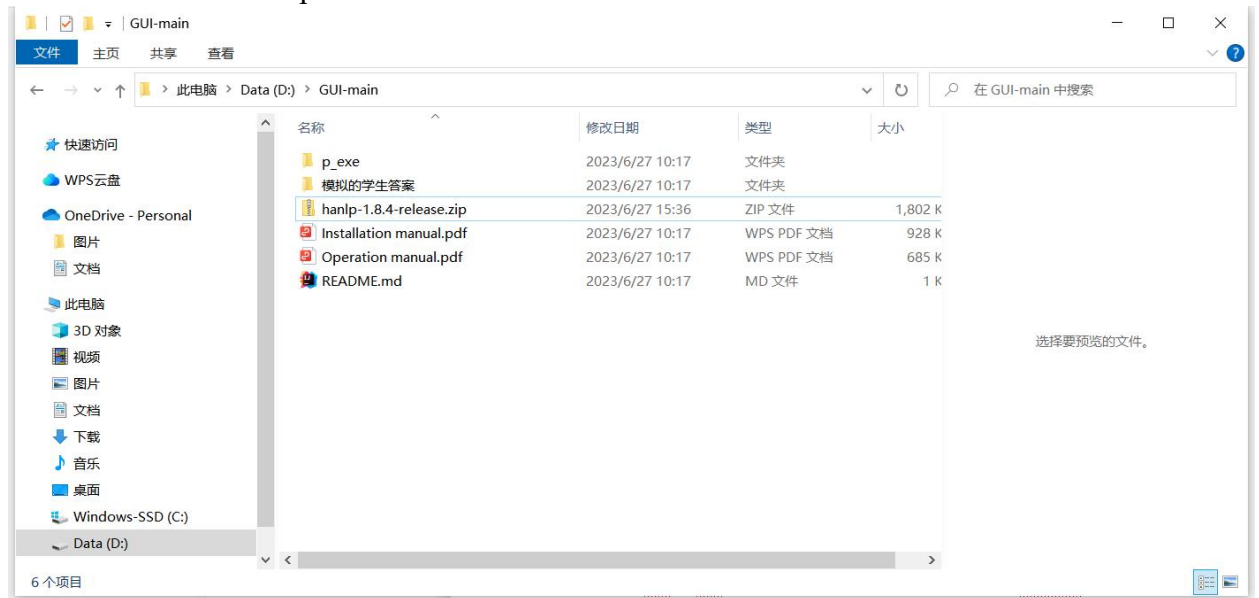 GUI-main
文件 主页 共享 查看
此电脑 > Data (D:) > GUI-main
在 GUI-main 中搜索
名称 修改日期 类型 大小
快速访问
WPS云盘
OneDrive - Personal
图片
文档
此电脑
3D 对象
视频
图片
文档
下载
音乐
桌面
Windows-SSD (C:)
Data (D:)
p_exe 2023/6/27 10:17 文件夹
模拟的学生答案 2023/6/27 10:17 文件夹
hanlp-1.8.4-release.zip 2023/6/27 15:36 ZIP 文件 1,802 K
Installation manual.pdf 2023/6/27 10:17 WPS PDF 文档 928 K
Operation manual.pdf 2023/6/27 10:17 WPS PDF 文档 685 K
README.md 2023/6/27 10:17 MD 文件 1 K
选择要预览的文件。
6 个项目